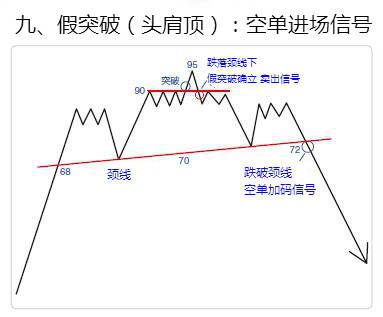 九、假突破（头肩顶）：空单进场信号
95
跌落颈线下
突破
假突破确立 卖出信号
90
68
颈线
70
72
跌破颈线
空单加码信号